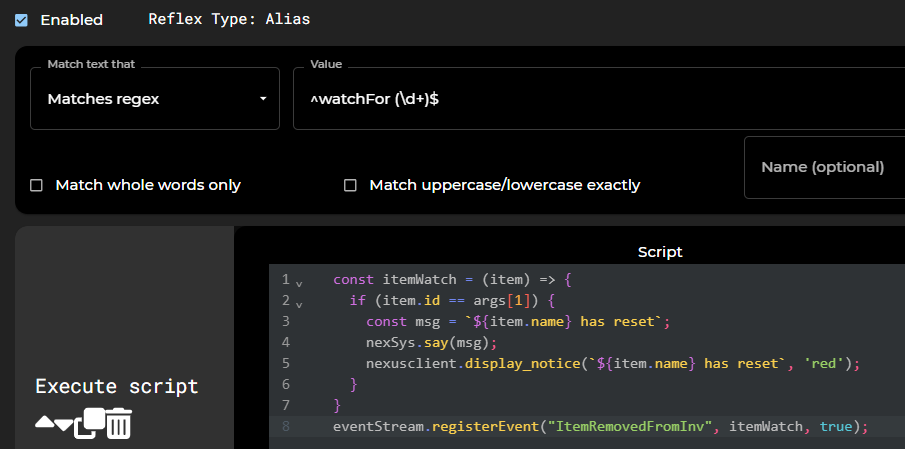 Enabled Reflex Type: Alias
Match text that
Value
Matches regex
^watchFor (\d+)$
Match whole words only
Match uppercase/lowercase exactly
Name (optional)
Script
1 const itemWatch = (item) => {
2 if (item.id == args[1]) {
3 const msg = `${item.name} has reset`;
4 nexSys.say(msg);
5 nexusclient.display_notice(`${item.name} has reset`, 'red');
6 }
7 }
8 eventStream.registerEvent("ItemRemovedFromInv", itemWatch, true);
Execute script